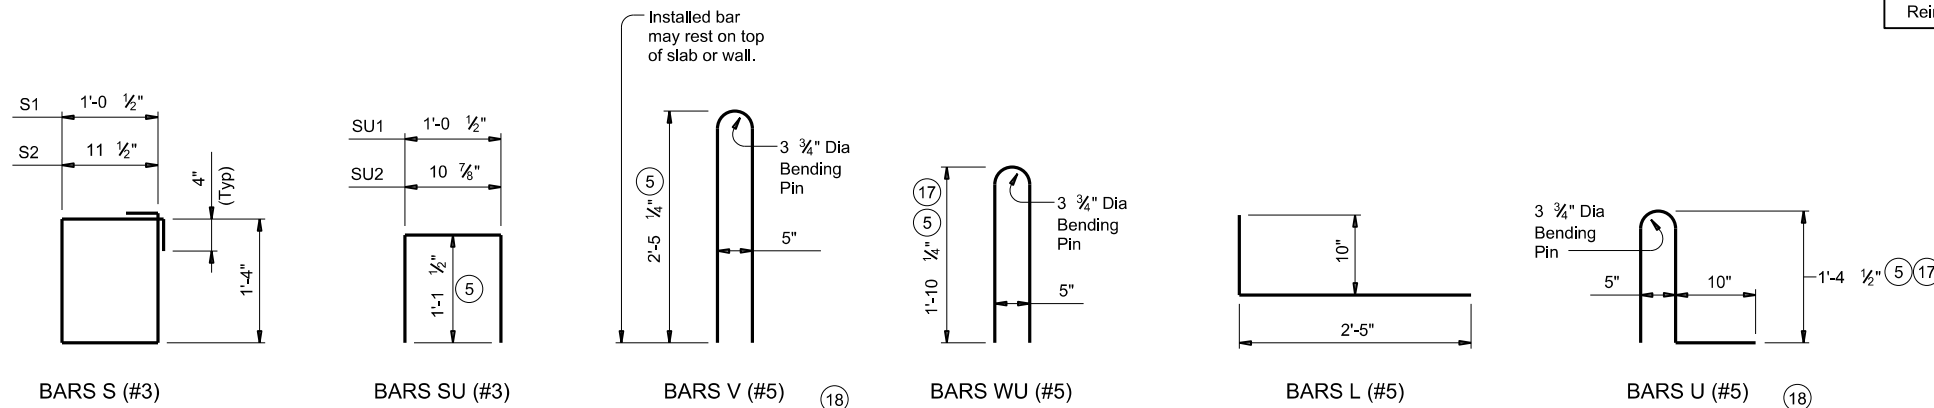 Installed bar
may rest on top
of slab or wall.
Rei
S1
1'-0 ½"
S2
11 ½"
4"
(Typ)
1'-4"
BARS S (#3)
SU1
1'-0 ½"
SU2
10 ⅞"
1'-1 ½"
5
BARS SU (#3)
2'-5 ¼"
5
3 ¾" Dia
Bending
Pin
5"
BARS V (#5)
18
17
5
1'-10 ¼"
3 ¾" Dia
Bending
Pin
5"
BARS WU (#5)
10"
2'-5"
BARS L (#5)
3 ¾" Dia
Bending
Pin
5"
10"
1'-4 ½" 5 17
BARS U (#5)
18